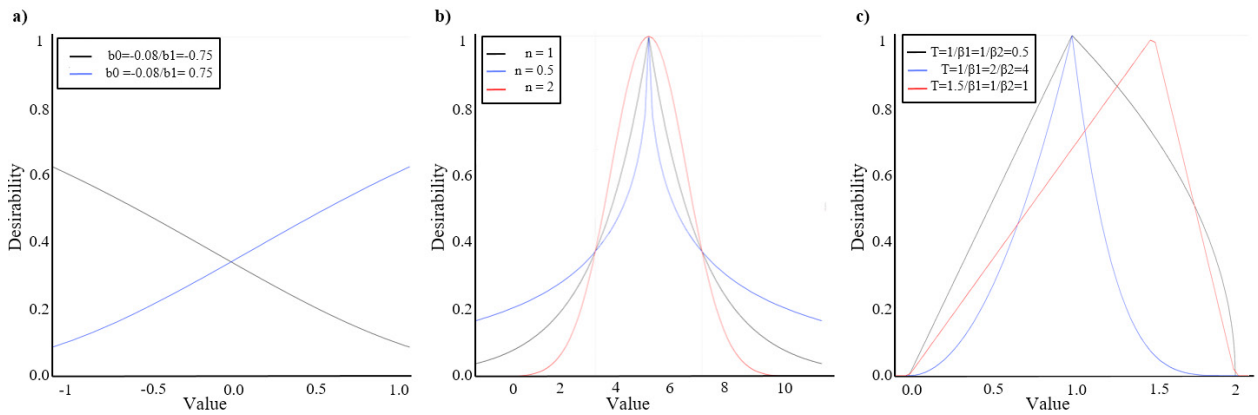 a)
b0=-0.08/b1=-0.75
b0 =-0.08/b1= 0.75
1
0.8
0.6
0.4
0.2
0.0
Desirability
-1
-0.5
0.0
0.5
1.0
Value
b)
n = 1
n = 0.5
n = 2
1
0.8
0.6
0.4
0.2
0.0
Desirability
0
2
4
6
8
10
Value
c)
T=1/β1=1/β2=0.5
T=1/β1=2/β2=4
T=1.5/β1=1/β2=1
1
0.8
0.6
0.4
0.2
0.0
Desirability
0.0
0.5
1.0
1.5
2
Value